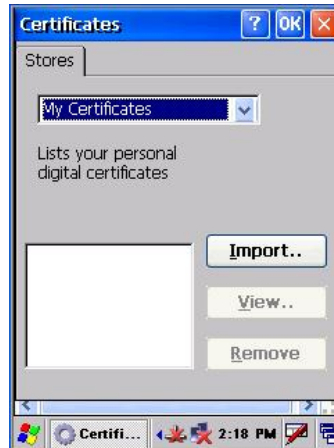 Certificates ? OK
Stores
My Certificates
Lists your personal
digital certificates
Import..
View..
Remove
Certifi... 2:18 PM